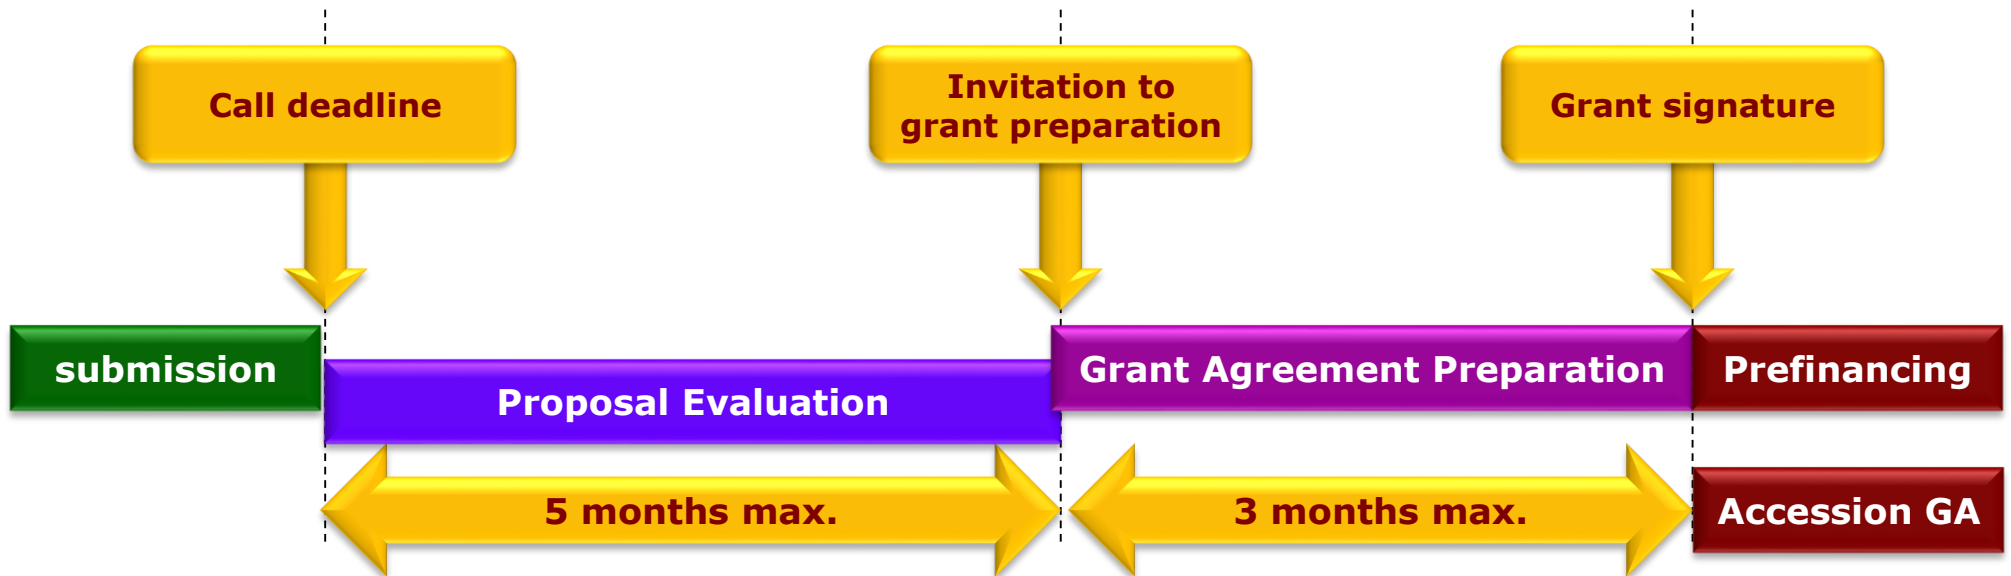 Call deadline
Invitation to
grant preparation
Grant signature
submission
Proposal Evaluation
Grant Agreement Preparation
Prefinancing
5 months max.
3 months max.
Accession GA